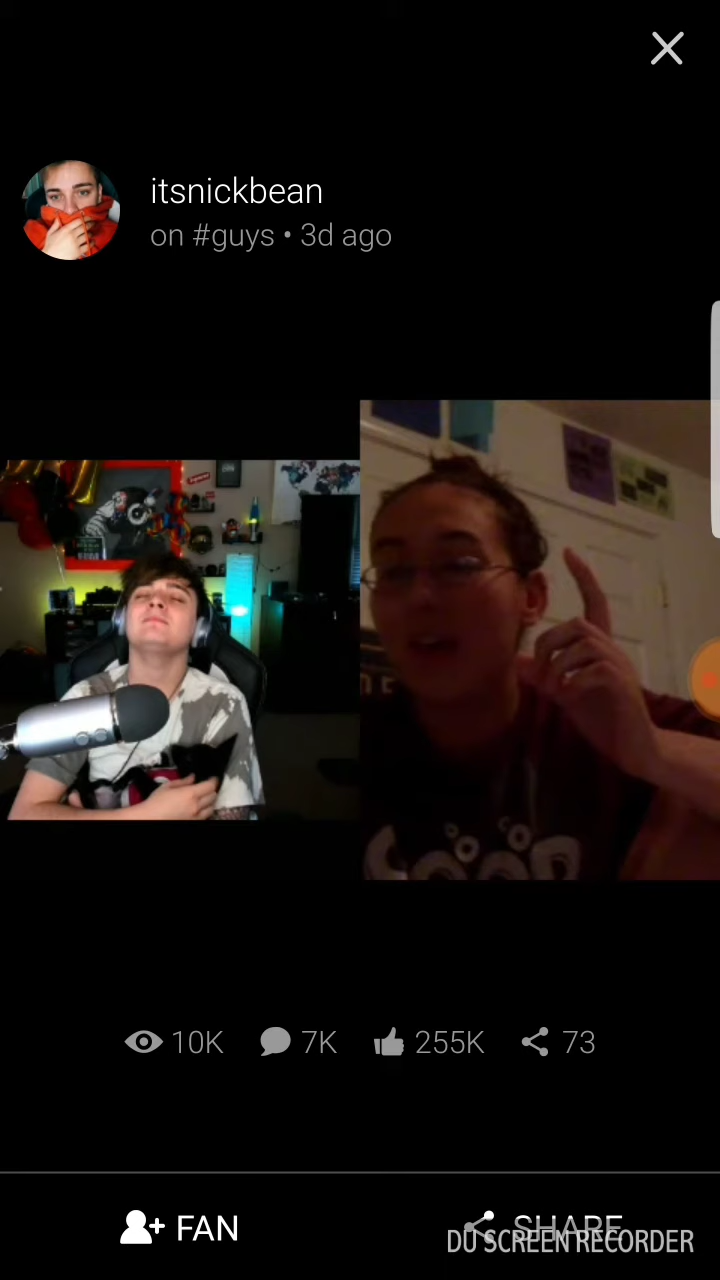 itsnickbean
on #guys • 3d ago
10K 7K 255K 73
FAN
SHARE
DU SCREEN RECORDER